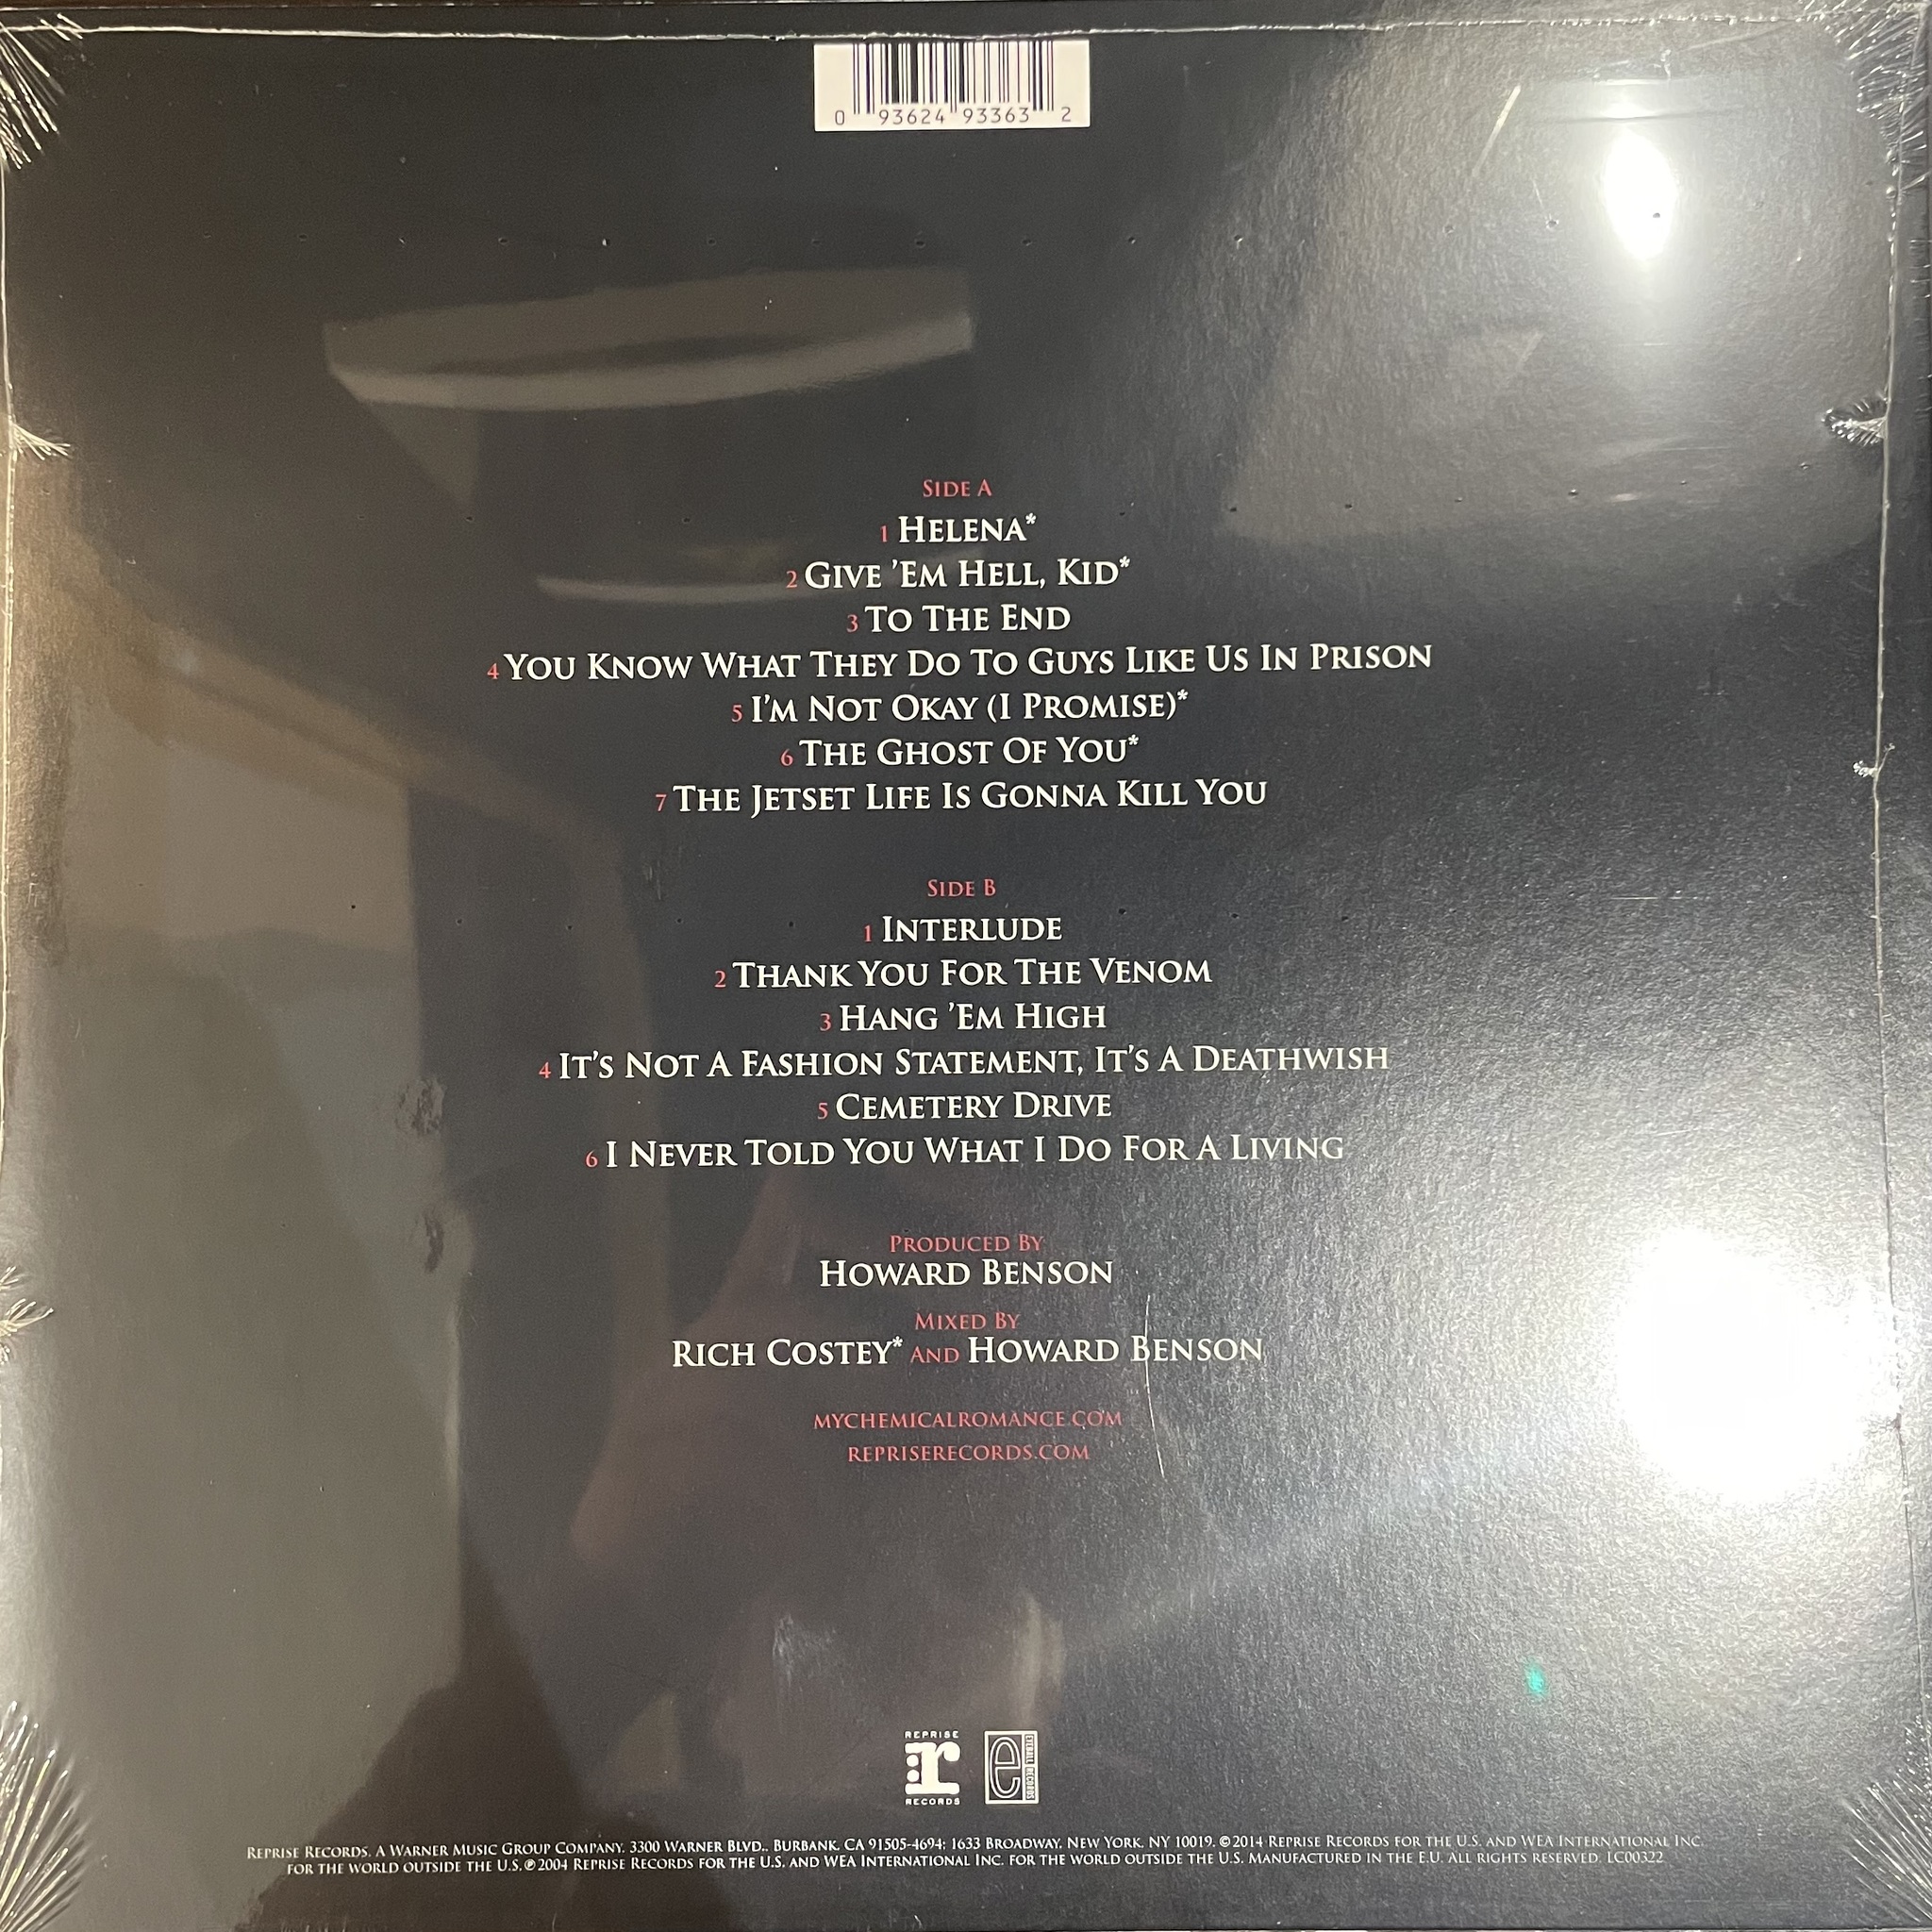 0 93624 93363 2
SIDE A
1 HELENA*
2 GIVE 'EM HELL, KID*
3 TO THE END
4 YOU KNOW WHAT THEY DO TO GUYS LIKE US IN PRISON
5 I'M NOT OKAY (I PROMISE)*
6 THE GHOST OF YOU*
7 THE JETSET LIFE IS GONNA KILL YOU
SIDE B
1 INTERLUDE
2 THANK YOU FOR THE VENOM
3 HANG 'EM HIGH
4 IT'S NOT A FASHION STATEMENT, IT'S A DEATHWISH
5 CEMETERY DRIVE
6 I NEVER TOLD YOU WHAT I DO FOR A LIVING
PRODUCED BY
HOWARD BENSON
MIXED BY
RICH COSTEY* AND HOWARD BENSON
MYCHEMICALROMANCE.COM
REPRISERECORDS.COM
REPRISE
r
RECORDS
e
EYEBALL RECORDS
REPRISE RECORDS. A WARNER MUSIC GROUP COMPANY. 3300 WARNER BLVD., BURBANK, CA 91505-4694; 1633 BROADWAY, NEW YORK, NY 10019. ©2014 REPRISE RECORDS FOR THE U.S. AND WEA INTERNATIONAL INC.
FOR THE WORLD OUTSIDE THE U.S. ℗2004 REPRISE RECORDS FOR THE U.S. AND WEA INTERNATIONAL INC. FOR THE WORLD OUTSIDE THE U.S. MANUFACTURED IN THE E.U. ALL RIGHTS RESERVED. LC00322